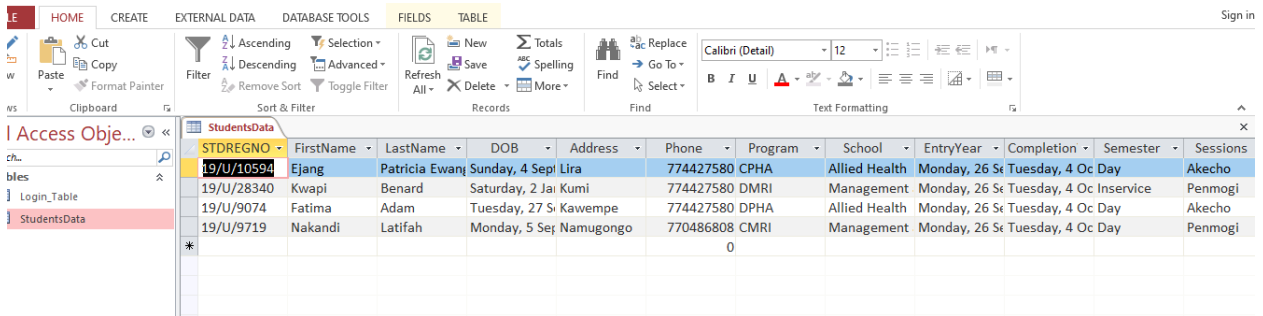 LE HOME CREATE EXTERNAL DATA DATABASE TOOLS FIELDS TABLE Sign in
Cut Ascending Selection New Totals Replace Calibri (Detail) 12
Copy Descending Advanced Save Spelling Go To
w Paste Format Painter Filter Remove Sort Toggle Filter Refresh All Delete More Find Select B I U A
ws Clipboard Sort & Filter Records Find Text Formatting
l Access Obje... « StudentsData ×
ch... STDREGNO FirstName LastName DOB Address Phone Program School EntryYear Completion Semester Sessions
19/U/10594 Ejang Patricia Ewang Sunday, 4 Sept Lira 774427580 CPHA Allied Health Monday, 26 Se Tuesday, 4 Oc Day Akecho
bles 19/U/28340 Kwapi Benard Saturday, 2 Jan Kumi 774427580 DMRI Management Monday, 26 Se Tuesday, 4 Oc Inservice Penmogi
Login_Table 19/U/9074 Fatima Adam Tuesday, 27 S Kawempe 774427580 DPHA Allied Health Monday, 26 Se Tuesday, 4 Oc Day Akecho
StudentsData 19/U/9719 Nakandi Latifah Monday, 5 Sep Namugongo 770486808 CMRI Management Monday, 26 Se Tuesday, 4 Oc Day Penmogi
* 0